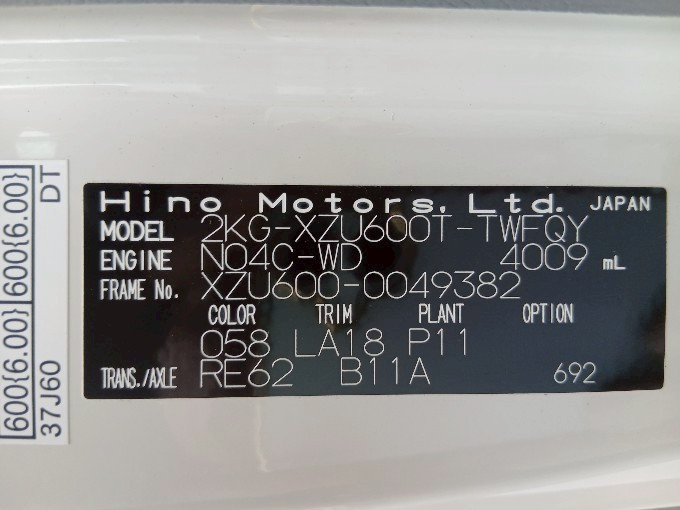 Hino Motors, Ltd. JAPAN
MODEL 2KG-XZU600T-TWFQY
ENGINE N04C-WD 4009 mL
FRAME No. XZU600-0049382
COLOR TRIM PLANT OPTION
058 LA18 P11
TRANS./AXLE RE62 B11A 692
600{6.00} 600{6.00}
37J60 DT